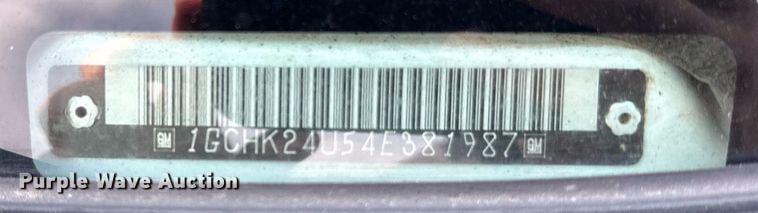 GM 1GCHK24U54E381987 GM
Purple Wave Auction